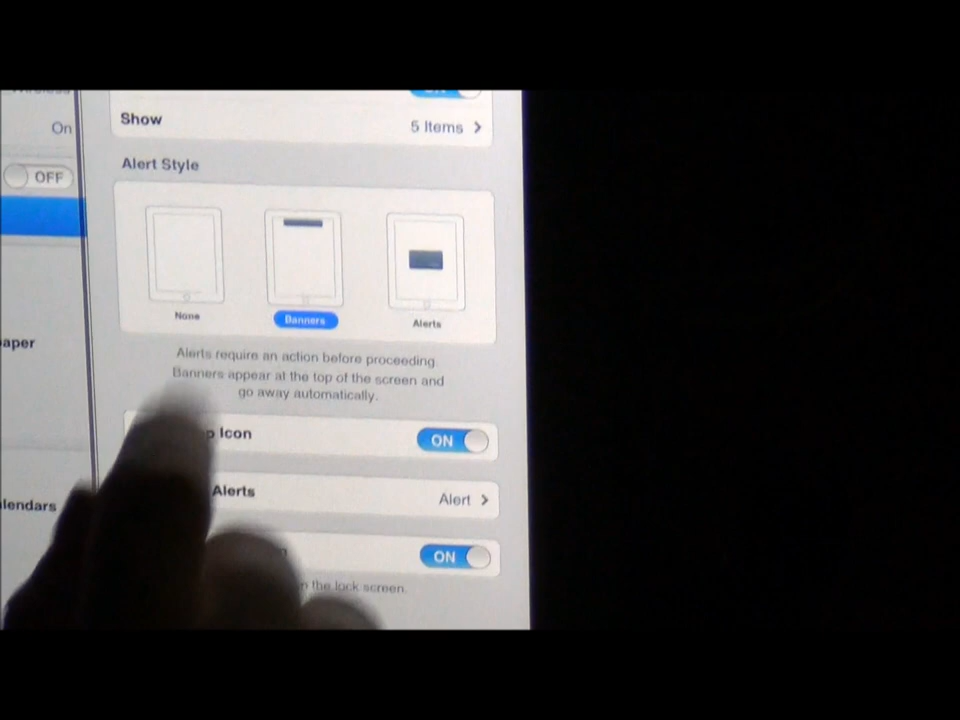 On
OFF
aper
lendars
ON
Show
5 Items
Alert Style
None
Banners
Alerts
Alerts require an action before proceeding.
Banners appear at the top of the screen and
go away automatically.
Icon
ON
Alerts
Alert
ON
the lock screen.